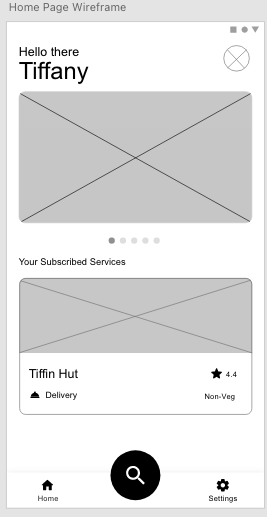 Home Page Wireframe
Hello there
Tiffany
Your Subscribed Services
Tiffin Hut
4.4
Delivery
Non-Veg
Home
Settings